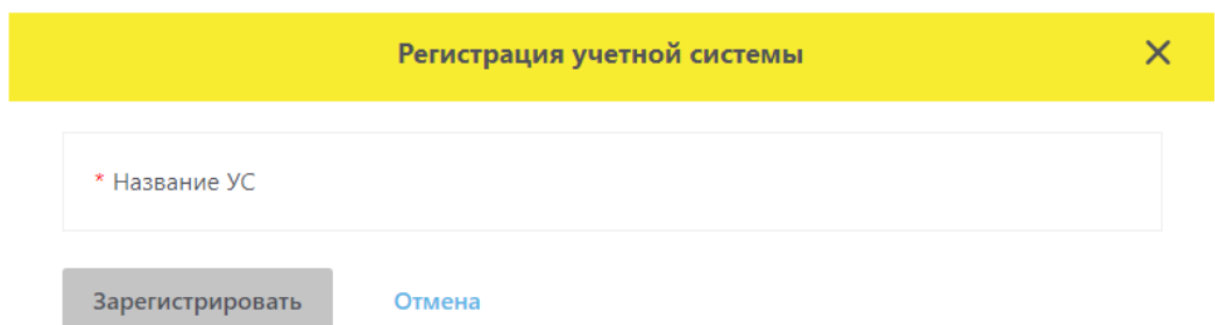 Регистрация учетной системы
* Название УС
Зарегистрировать Отмена